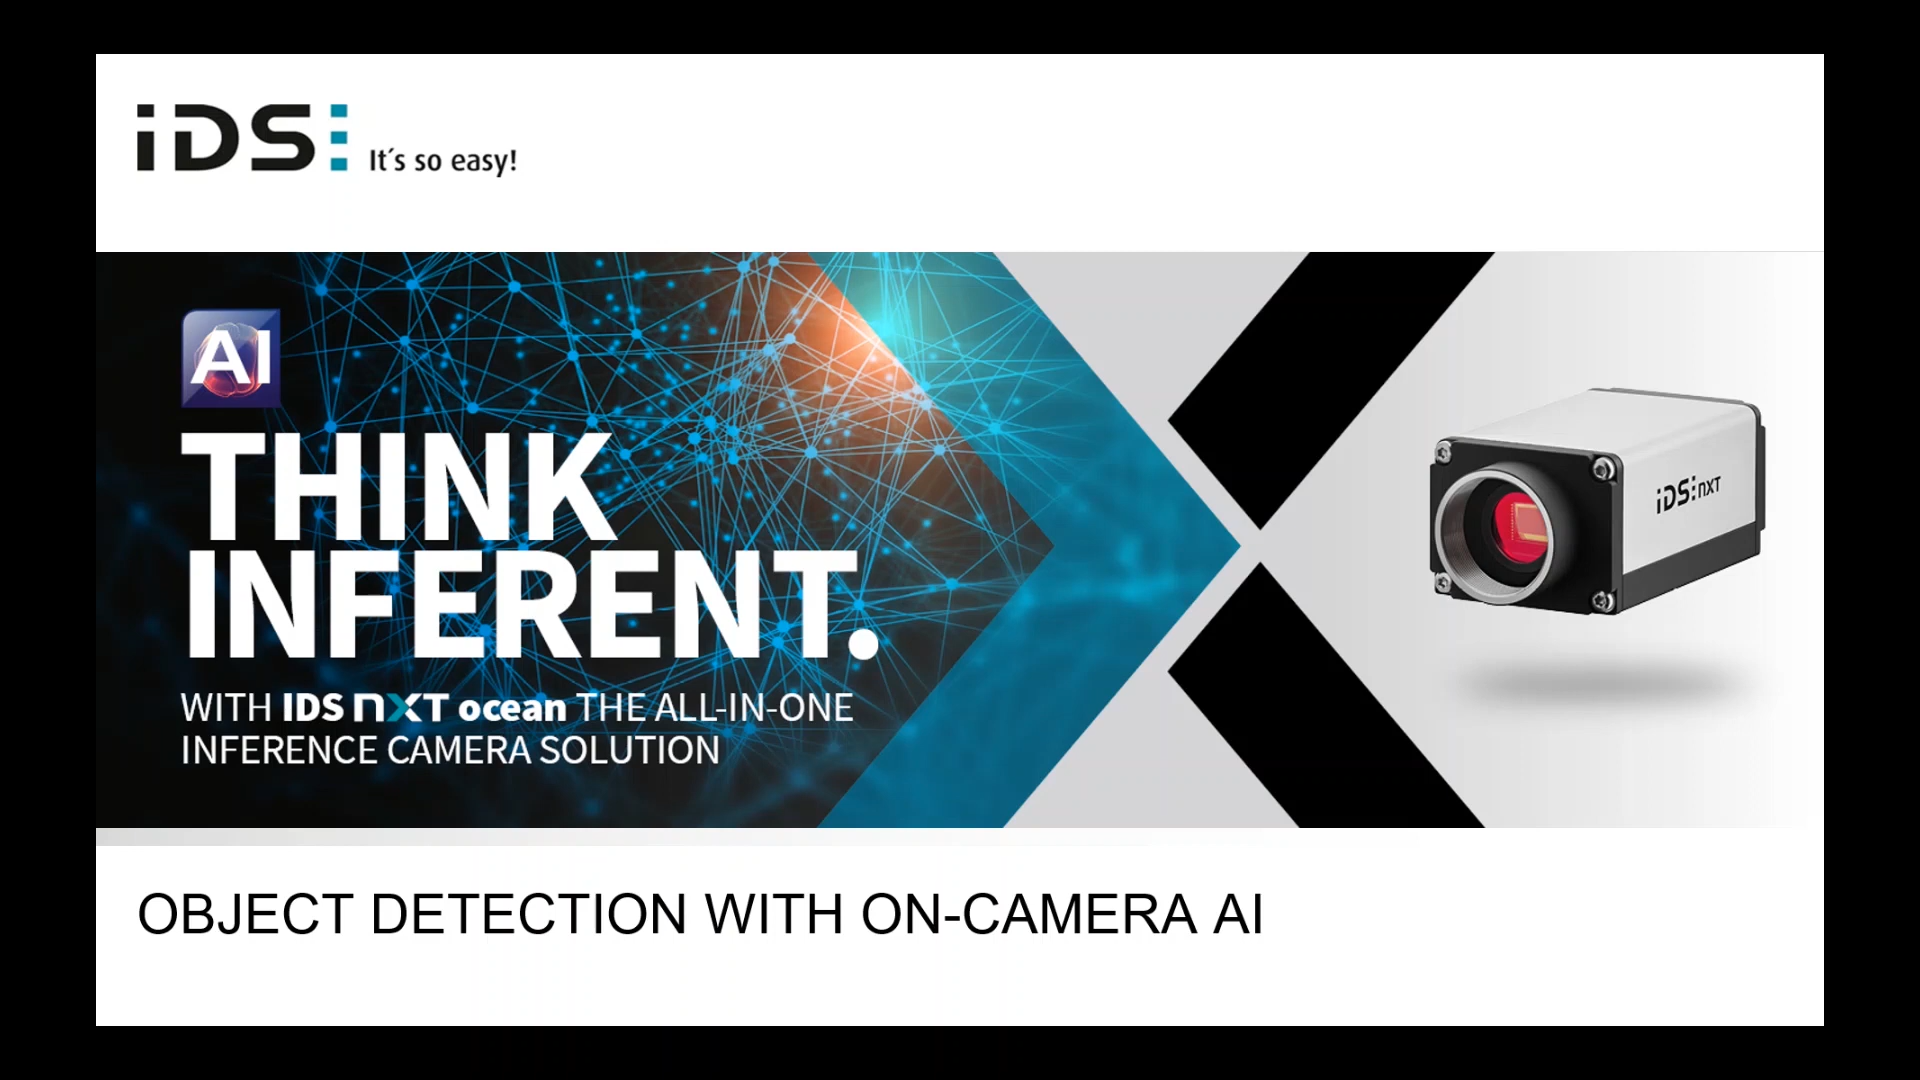 iDS It´s so easy!
AI
THINK
INFERENT.
WITH IDS nXT ocean THE ALL-IN-ONE
INFERENCE CAMERA SOLUTION
iDS nXT
OBJECT DETECTION WITH ON-CAMERA AI